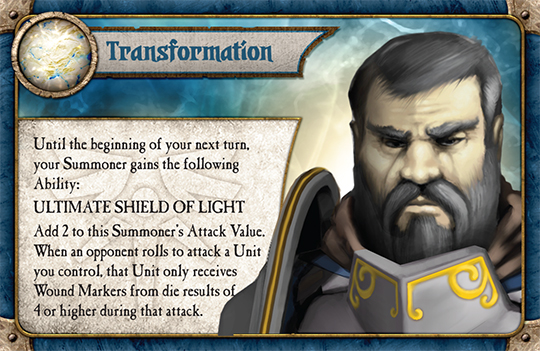 Transformation
Until the beginning of your next turn,
your Summoner gains the following
Ability:
ULTIMATE SHIELD OF LIGHT
Add 2 to this Summoner's Attack Value.
When an opponent rolls to attack a Unit
you control, that Unit only receives
Wound Markers from die results of
4 or higher during that attack.